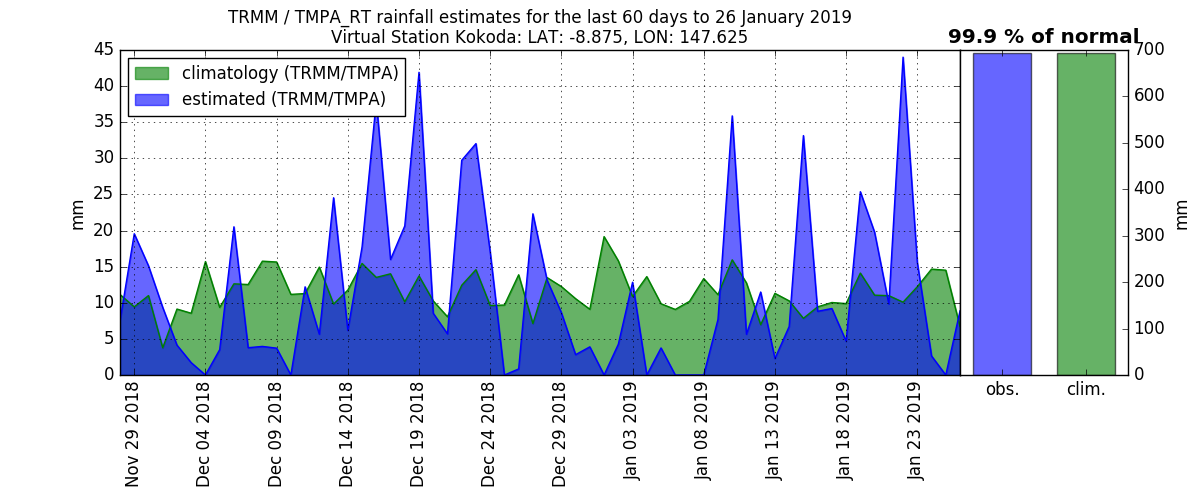 TRMM / TMPA_RT rainfall estimates for the last 60 days to 26 January 2019
Virtual Station Kokoda: LAT: -8.875, LON: 147.625
99.9 % of normal
climatology (TRMM/TMPA)
estimated (TRMM/TMPA)
45
40
35
30
25
20
15
10
5
0
mm
700
600
500
400
300
200
100
0
mm
Nov 29 2018
Dec 04 2018
Dec 09 2018
Dec 14 2018
Dec 19 2018
Dec 24 2018
Dec 29 2018
Jan 03 2019
Jan 08 2019
Jan 13 2019
Jan 18 2019
Jan 23 2019
obs.
clim.